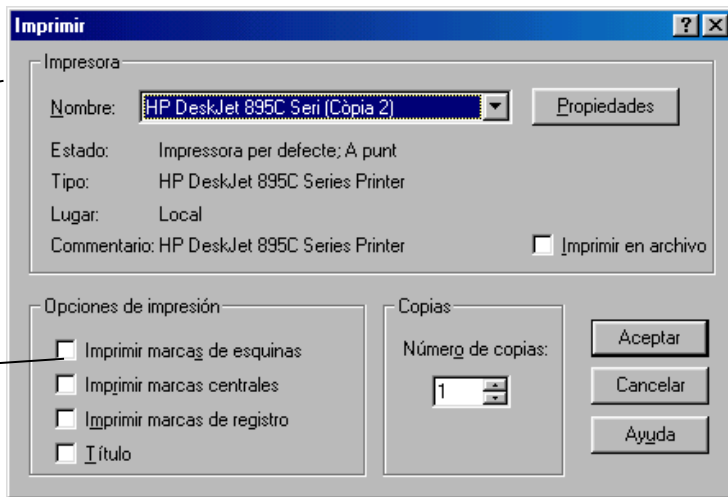 Imprimir
Impresora
Nombre: HP DeskJet 895C Seri (Còpia 2) Propiedades
Estado: Impressora per defecte; A punt
Tipo: HP DeskJet 895C Series Printer
Lugar: Local
Commentario: HP DeskJet 895C Series Printer Imprimir en archivo
Opciones de impresión
Imprimir marcas de esquinas
Imprimir marcas centrales
Imprimir marcas de registro
Título
Copias
Número de copias:
1
Aceptar
Cancelar
Ayuda